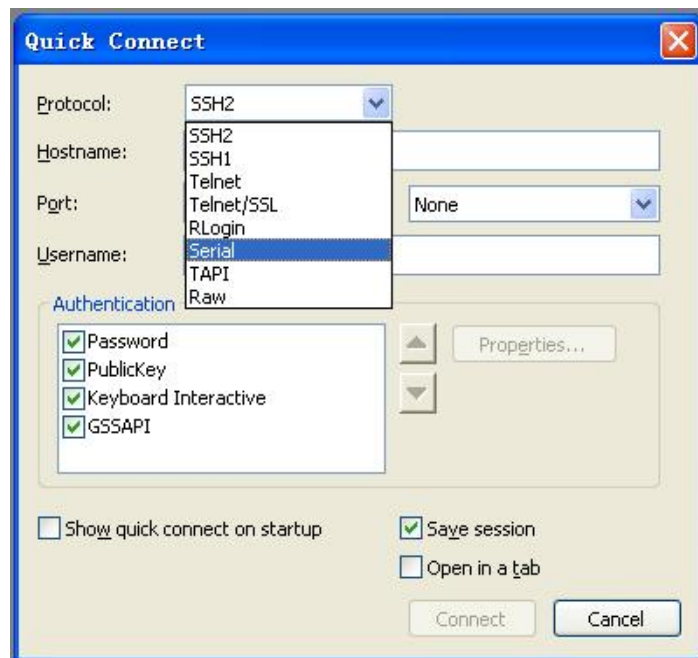 Quick Connect
Protocol: SSH2
SSH2
Hostname:
SSH1
Telnet
Port:
Telnet/SSL
None
RLogin
Username:
Serial
TAPI
Raw
Authentication
Password
Properties...
PublicKey
Keyboard Interactive
GSSAPI
Show quick connect on startup
Save session
Open in a tab
Connect
Cancel